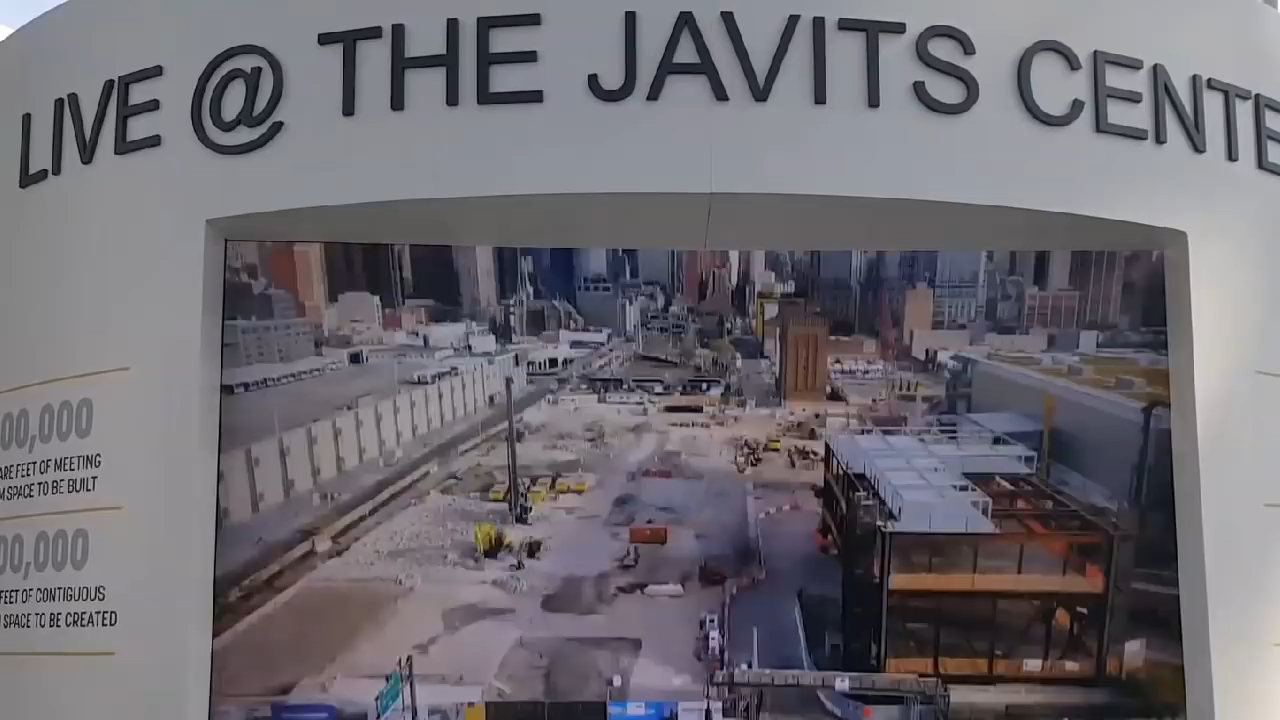 LIVE @ THE JAVITS CENTE
00,000
ARE FEET OF MEETING
M SPACE TO BE BUILT
00,000
FEET OF CONTIGUOUS
SPACE TO BE CREATED